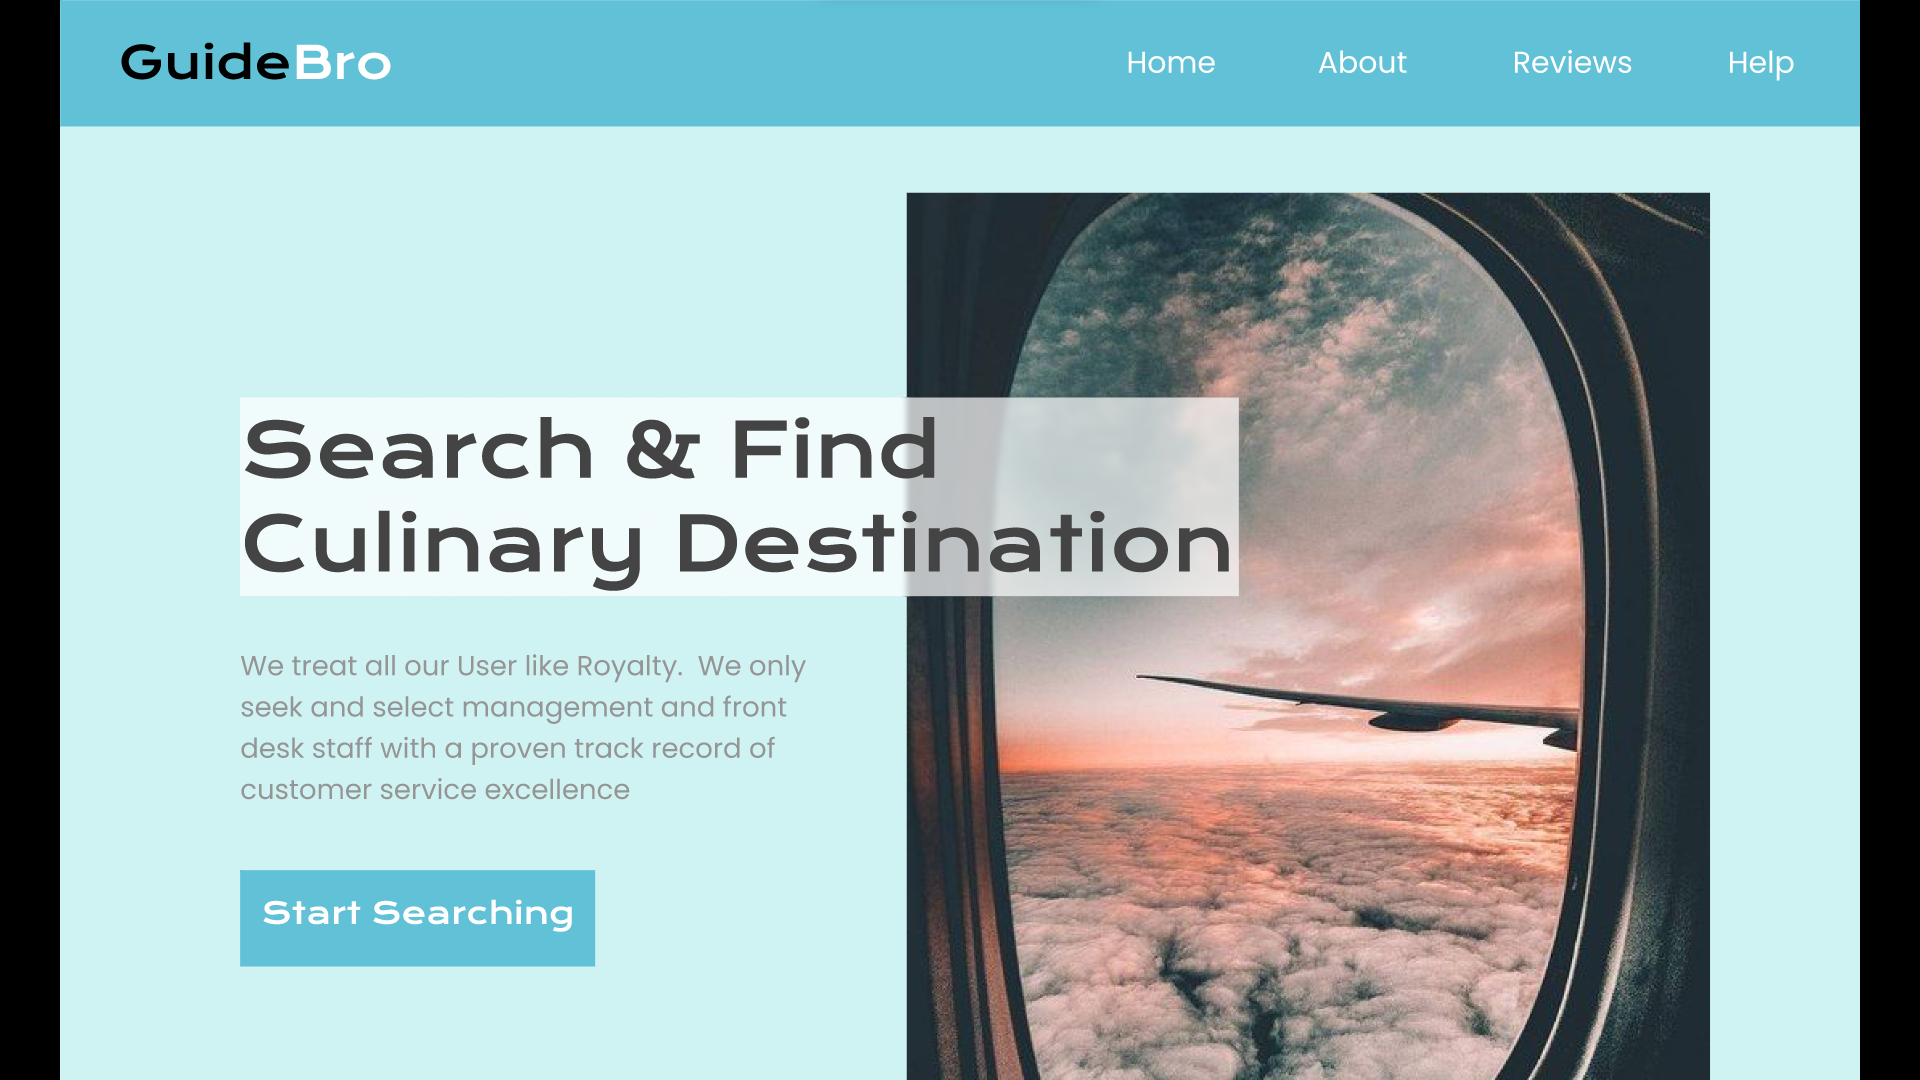 GuideBro
Home About Reviews Help
Search & Find
Culinary Destination
We treat all our User like Royalty.  We only
seek and select management and front
desk staff with a proven track record of
customer service excellence
Start Searching